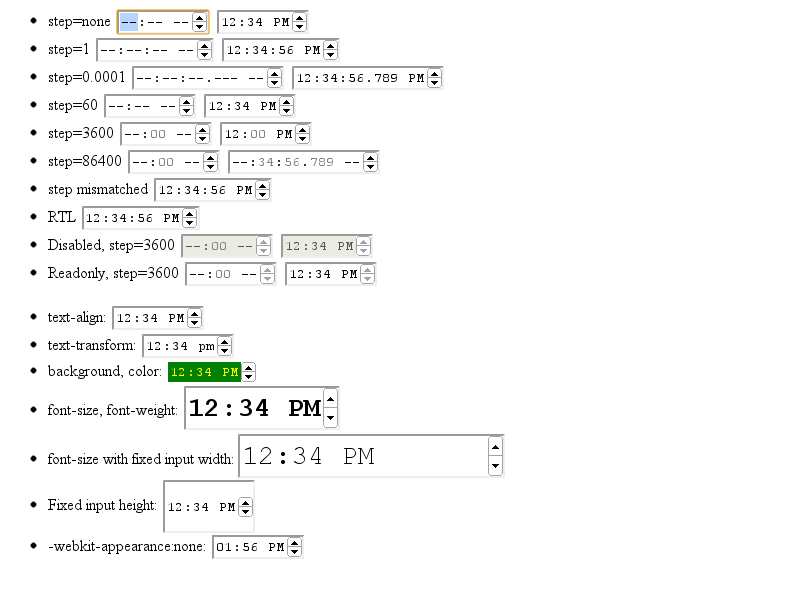 step=none --:-- -- 12:34 PM
step=1 --:--:-- -- 12:34:56 PM
step=0.0001 --:--:--.--- -- 12:34:56.789 PM
step=60 --:-- -- 12:34 PM
step=3600 --:00 -- 12:00 PM
step=86400 --:00 -- --:34:56.789 --
step mismatched 12:34:56 PM
RTL 12:34:56 PM
Disabled, step=3600 --:00 -- 12:34 PM
Readonly, step=3600 --:00 -- 12:34 PM
text-align: 12:34 PM
text-transform: 12:34 pm
background, color: 12:34 PM
font-size, font-weight: 12:34 PM
font-size with fixed input width: 12:34 PM
Fixed input height: 12:34 PM
-webkit-appearance:none: 01:56 PM